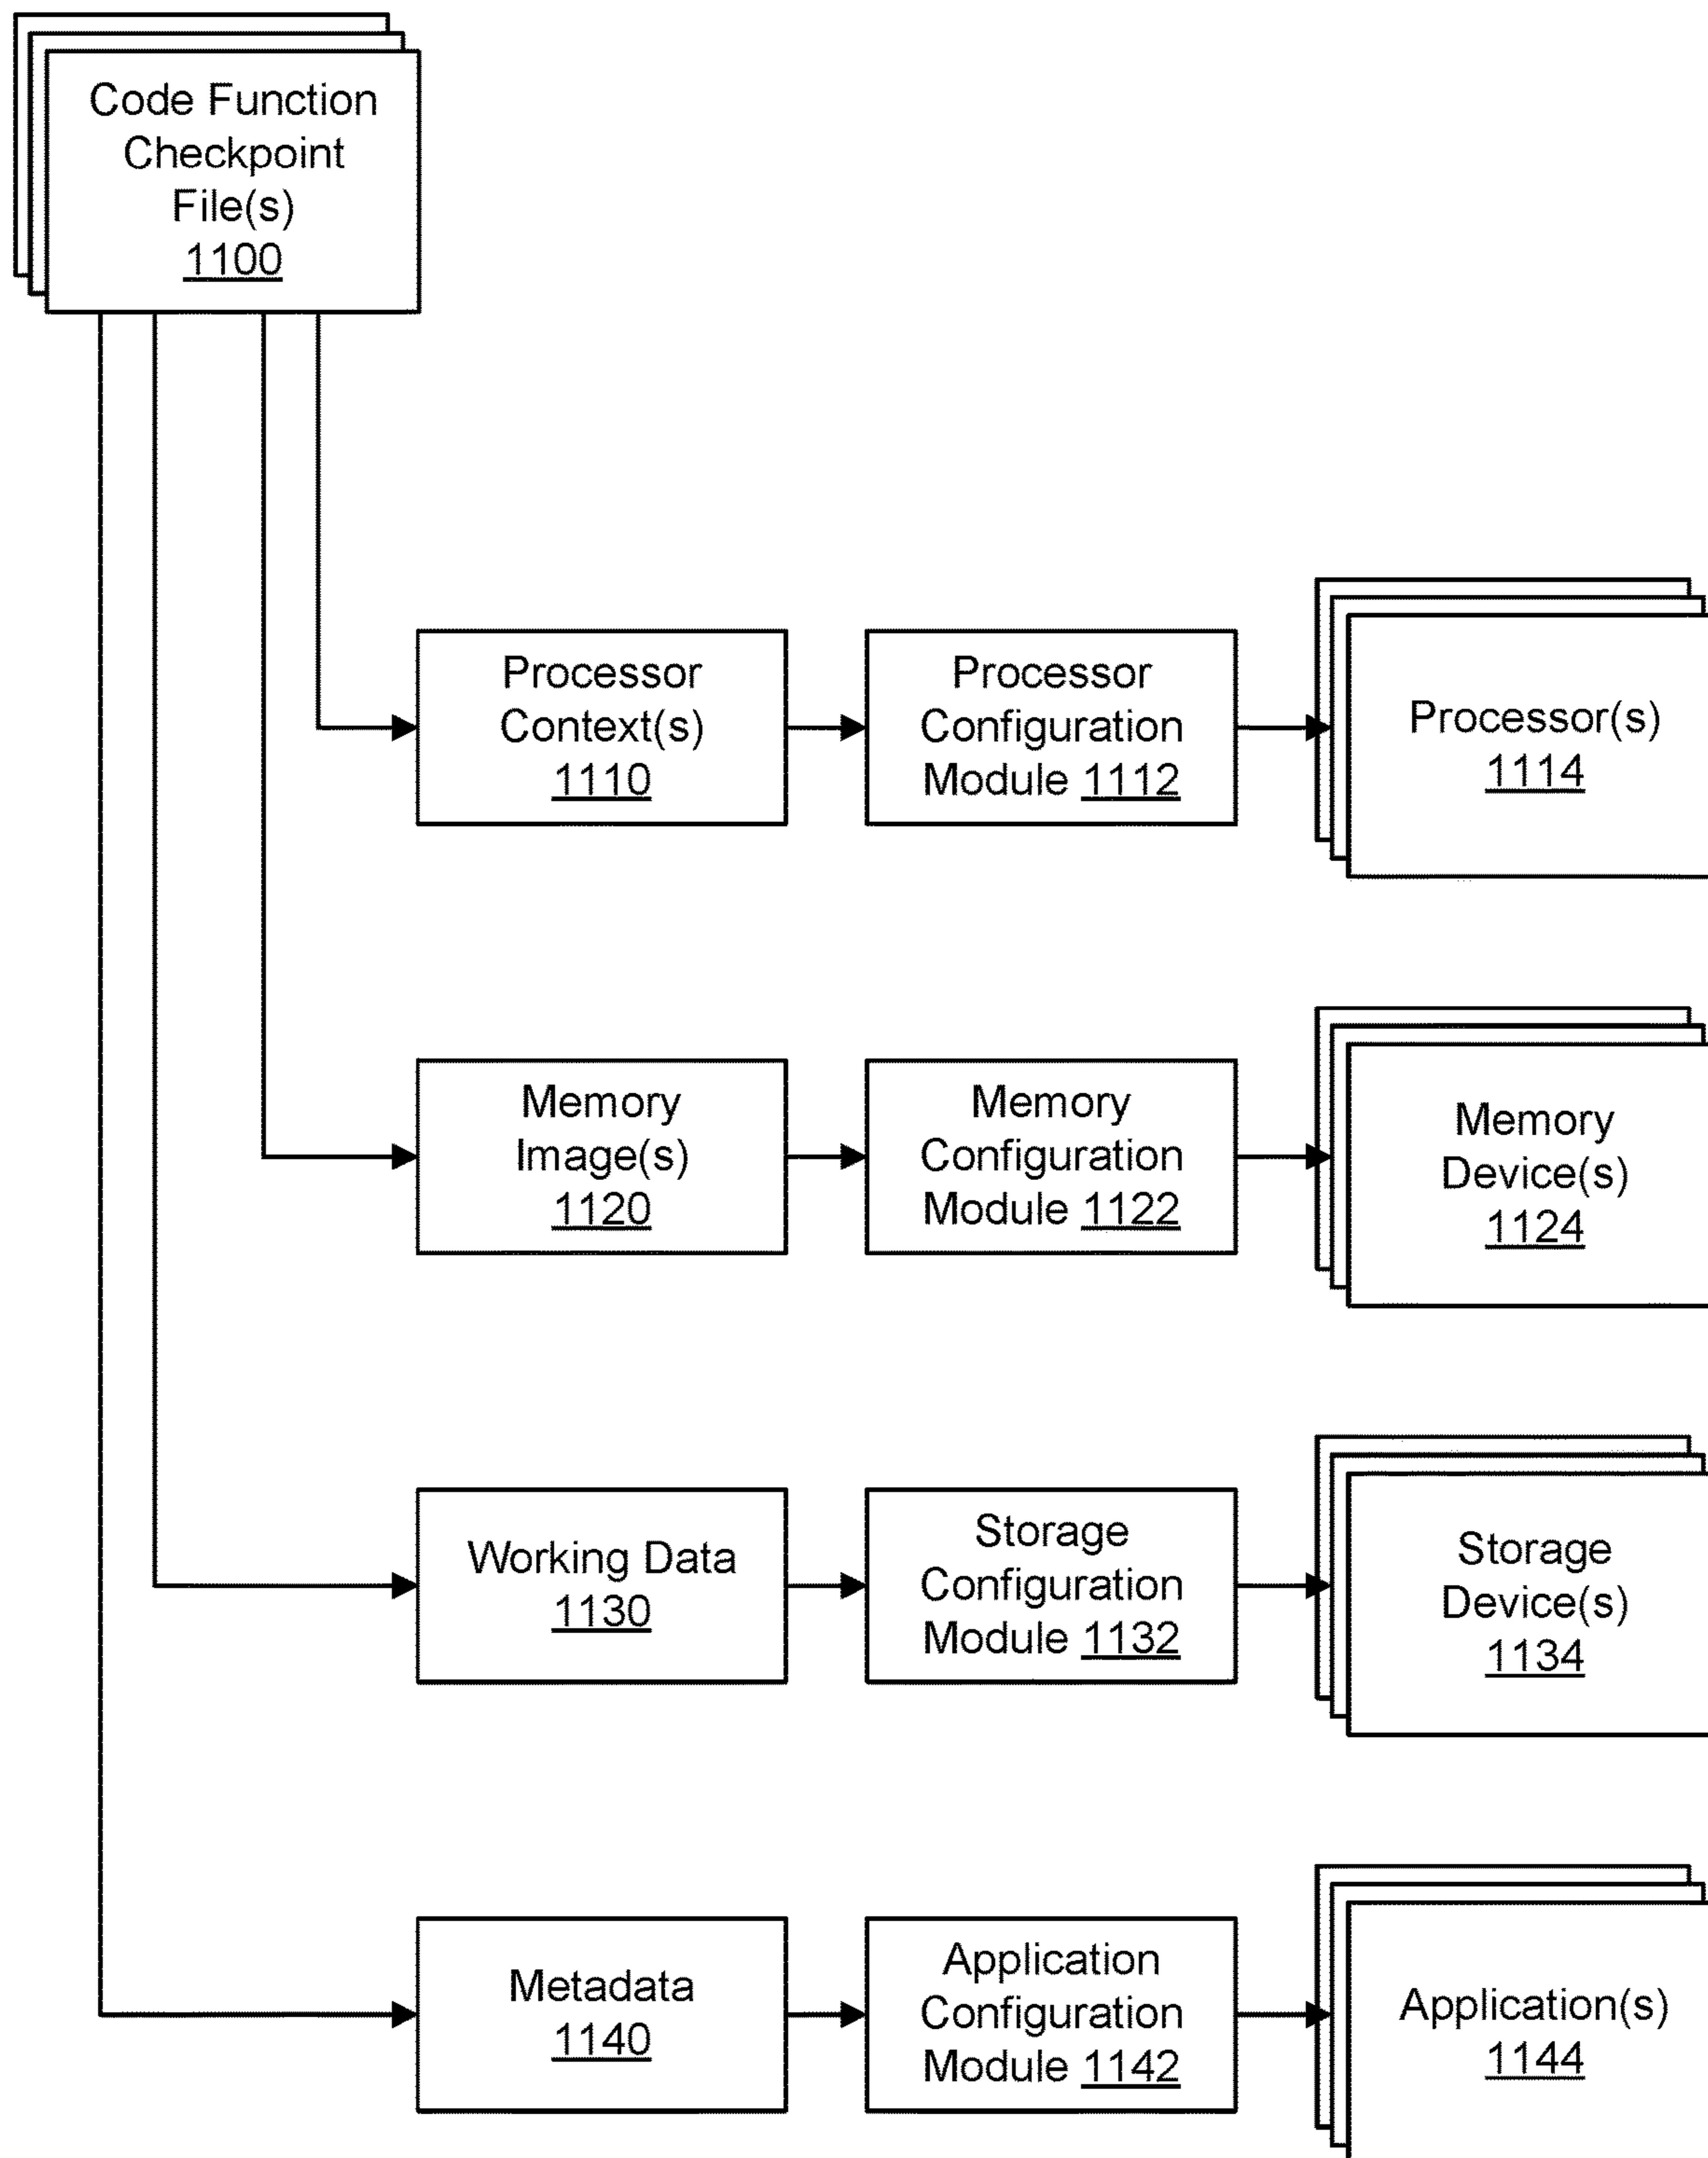 Code Function
Checkpoint
File(s)
1100
Processor
Context(s)
1110
Processor
Configuration
Module 1112
Processor(s)
1114
Memory
Image(s)
1120
Memory
Configuration
Module 1122
Memory
Device(s)
1124
Working Data
1130
Storage
Configuration
Module 1132
Storage
Device(s)
1134
Metadata
1140
Application
Configuration
Module 1142
Application(s)
1144